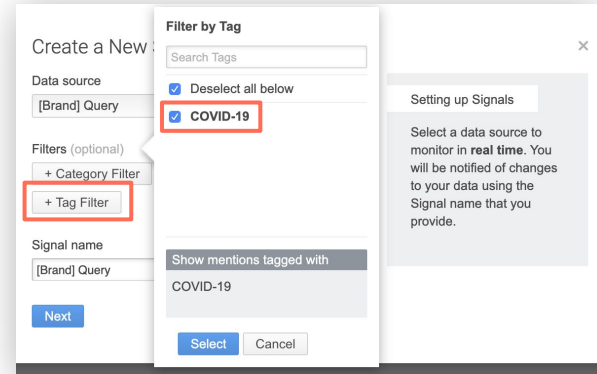 Create a New
Data source
[Brand] Query
Filters (optional)
+ Category Filter
+ Tag Filter
Signal name
[Brand] Query
Next
Filter by Tag
Search Tags
Deselect all below
COVID-19
Show mentions tagged with
COVID-19
Select
Cancel
×
Setting up Signals
Select a data source to
monitor in real time. You
will be notified of changes
to your data using the
Signal name that you
provide.